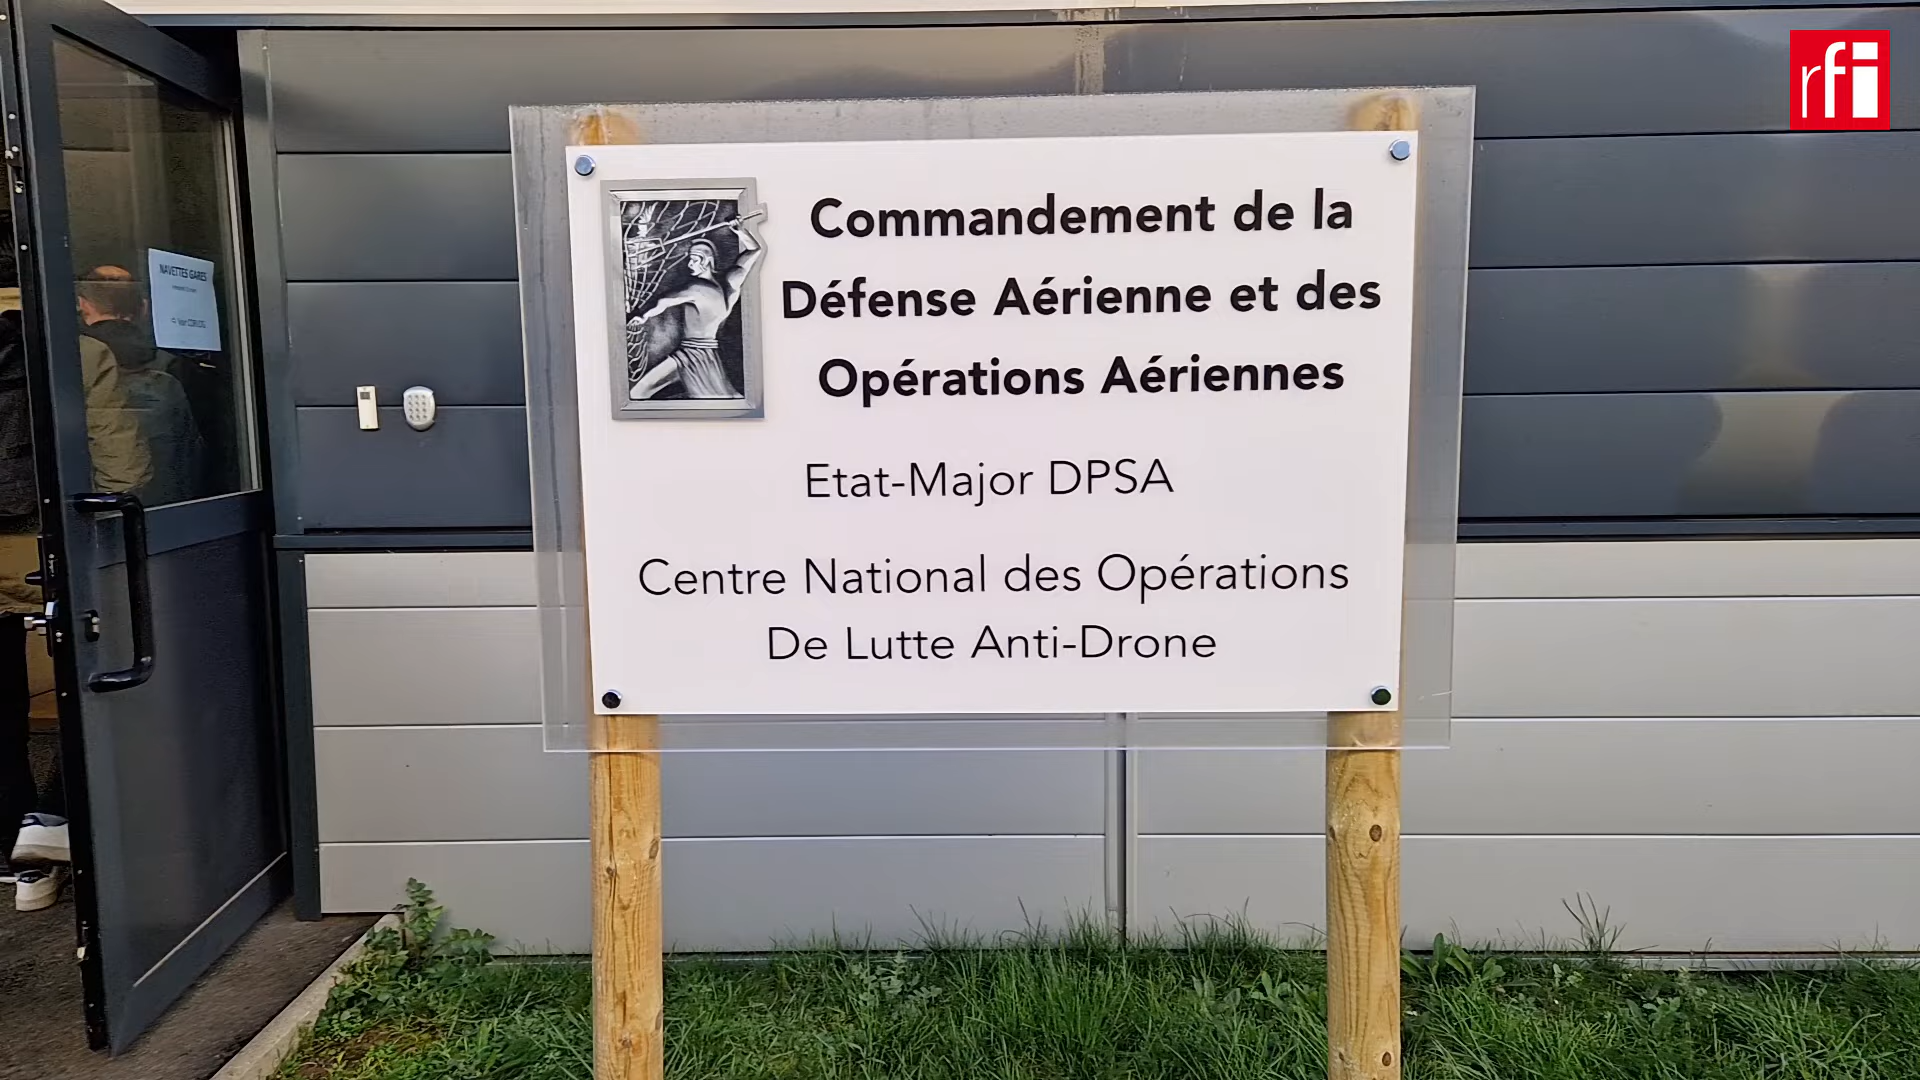 rfi
Commandement de la
Défense Aérienne et des
Opérations Aériennes
Etat-Major DPSA
Centre National des Opérations
De Lutte Anti-Drone
NAVETTES GARES